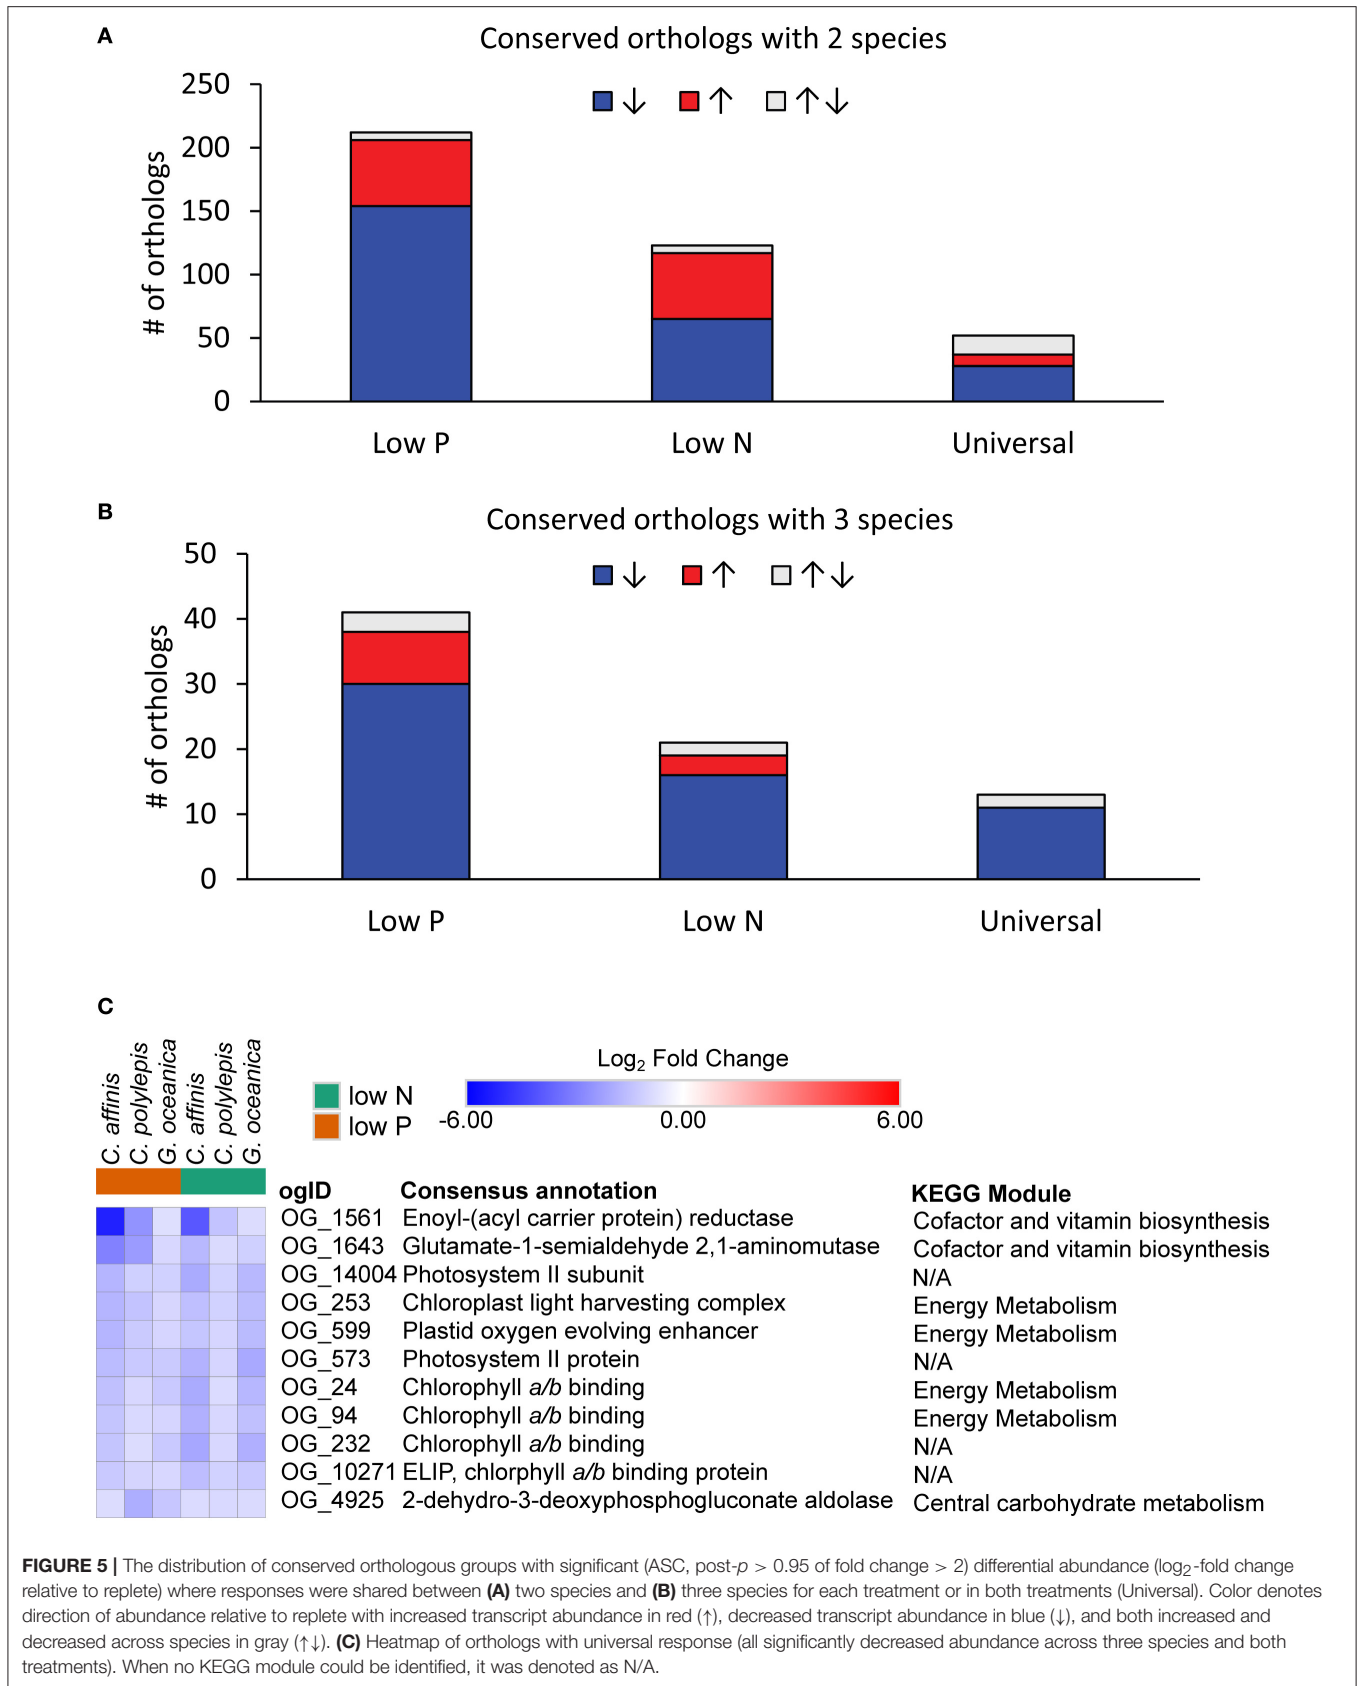 A
Conserved orthologs with 2 species
↓ ↑ ↑↓
# of orthologs
250
200
150
100
50
0
Low P Low N Universal
B
Conserved orthologs with 3 species
↓ ↑ ↑↓
# of orthologs
50
40
30
20
10
0
Low P Low N Universal
C
C. affinis
C. polylepis
G. oceanica
C. affinis
C. polylepis
G. oceanica
low N
low P
Log2 Fold Change
-6.00 0.00 6.00
ogID Consensus annotation KEGG Module
OG_1561 Enoyl-(acyl carrier protein) reductase Cofactor and vitamin biosynthesis
OG_1643 Glutamate-1-semialdehyde 2,1-aminomutase Cofactor and vitamin biosynthesis
OG_14004 Photosystem II subunit N/A
OG_253 Chloroplast light harvesting complex Energy Metabolism
OG_599 Plastid oxygen evolving enhancer Energy Metabolism
OG_573 Photosystem II protein N/A
OG_24 Chlorophyll a/b binding Energy Metabolism
OG_94 Chlorophyll a/b binding Energy Metabolism
OG_232 Chlorophyll a/b binding N/A
OG_10271 ELIP, chlorphyll a/b binding protein N/A
OG_4925 2-dehydro-3-deoxyphosphogluconate aldolase Central carbohydrate metabolism
FIGURE 5 | The distribution of conserved orthologous groups with significant (ASC, post-p > 0.95 of fold change > 2) differential abundance (log2-fold change
relative to replete) where responses were shared between (A) two species and (B) three species for each treatment or in both treatments (Universal). Color denotes
direction of abundance relative to replete with increased transcript abundance in red (↑), decreased transcript abundance in blue (↓), and both increased and
decreased across species in gray (↑↓). (C) Heatmap of orthologs with universal response (all significantly decreased abundance across three species and both
treatments). When no KEGG module could be identified, it was denoted as N/A.